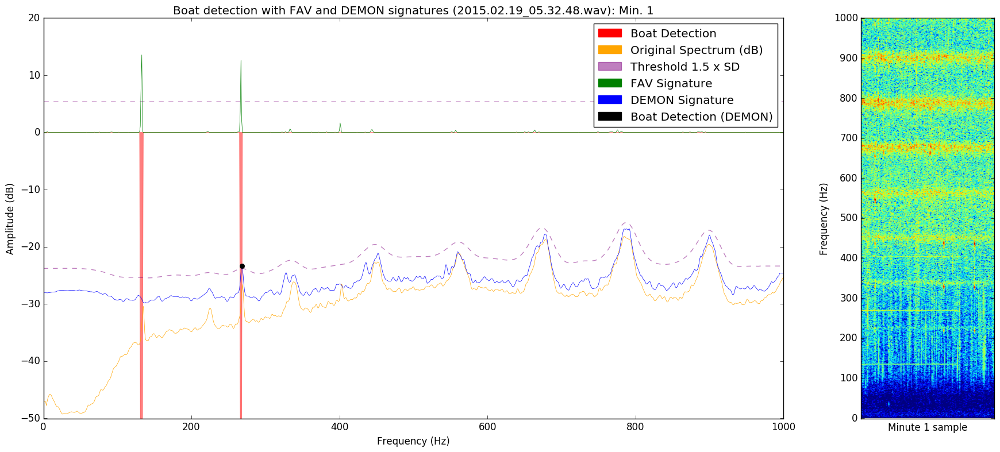 Boat detection with FAV and DEMON signatures (2015.02.19_05.32.48.wav): Min. 1
Boat Detection
Original Spectrum (dB)
Threshold 1.5 x SD
FAV Signature
DEMON Signature
Boat Detection (DEMON)
20
10
0
−10
−20
−30
−40
−50
Amplitude (dB)
0
200
400
600
800
1000
Frequency (Hz)
1000
900
800
700
600
500
400
300
200
100
0
Frequency (Hz)
Minute 1 sample